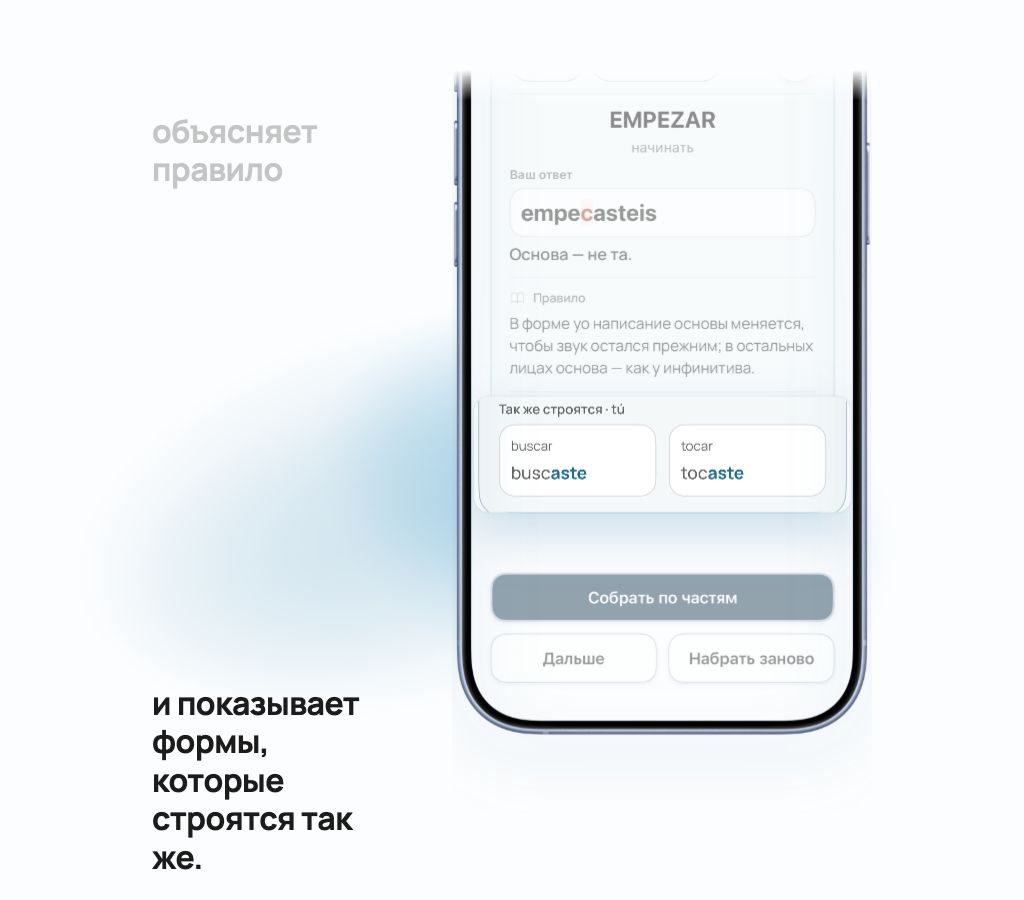 объясняет
правило
EMPEZAR
начинать
Ваш ответ
empecasteis
Основа — не та.
Правило
В форме yo написание основы меняется,
чтобы звук остался прежним; в остальных
лицах основа — как у инфинитива.
Так же строятся · tú
buscar
buscaste
tocar
tocaste
Собрать по частям
Дальше
Набрать заново
и показывает
формы,
которые
строятся так
же.